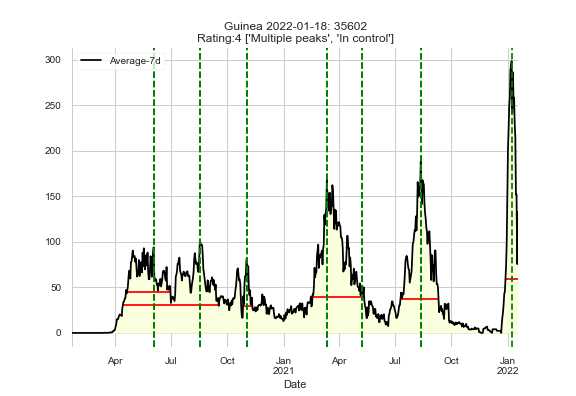 Guinea 2022-01-18: 35602
Rating:4 ['Multiple peaks', 'In control']
Average-7d
300
250
200
150
100
50
0
Apr Jul Oct Jan Apr Jul Oct Jan
2021 2022
Date